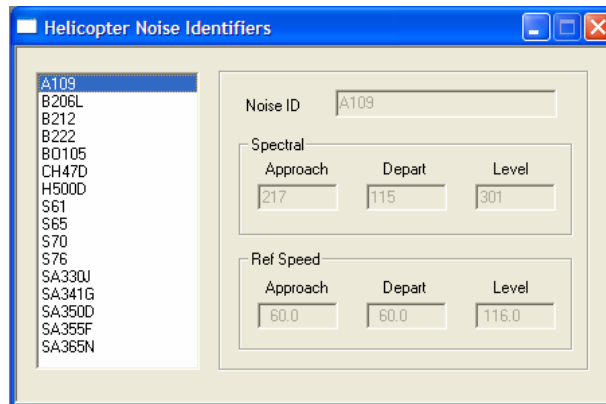 Helicopter Noise Identifiers
A109
B206L
B212
B222
BO105
CH47D
H500D
S61
S65
S70
S76
SA330J
SA341G
SA350D
SA355F
SA365N
Noise ID A109
Spectral
Approach Depart Level
217 115 301
Ref Speed
Approach Depart Level
60.0 60.0 116.0